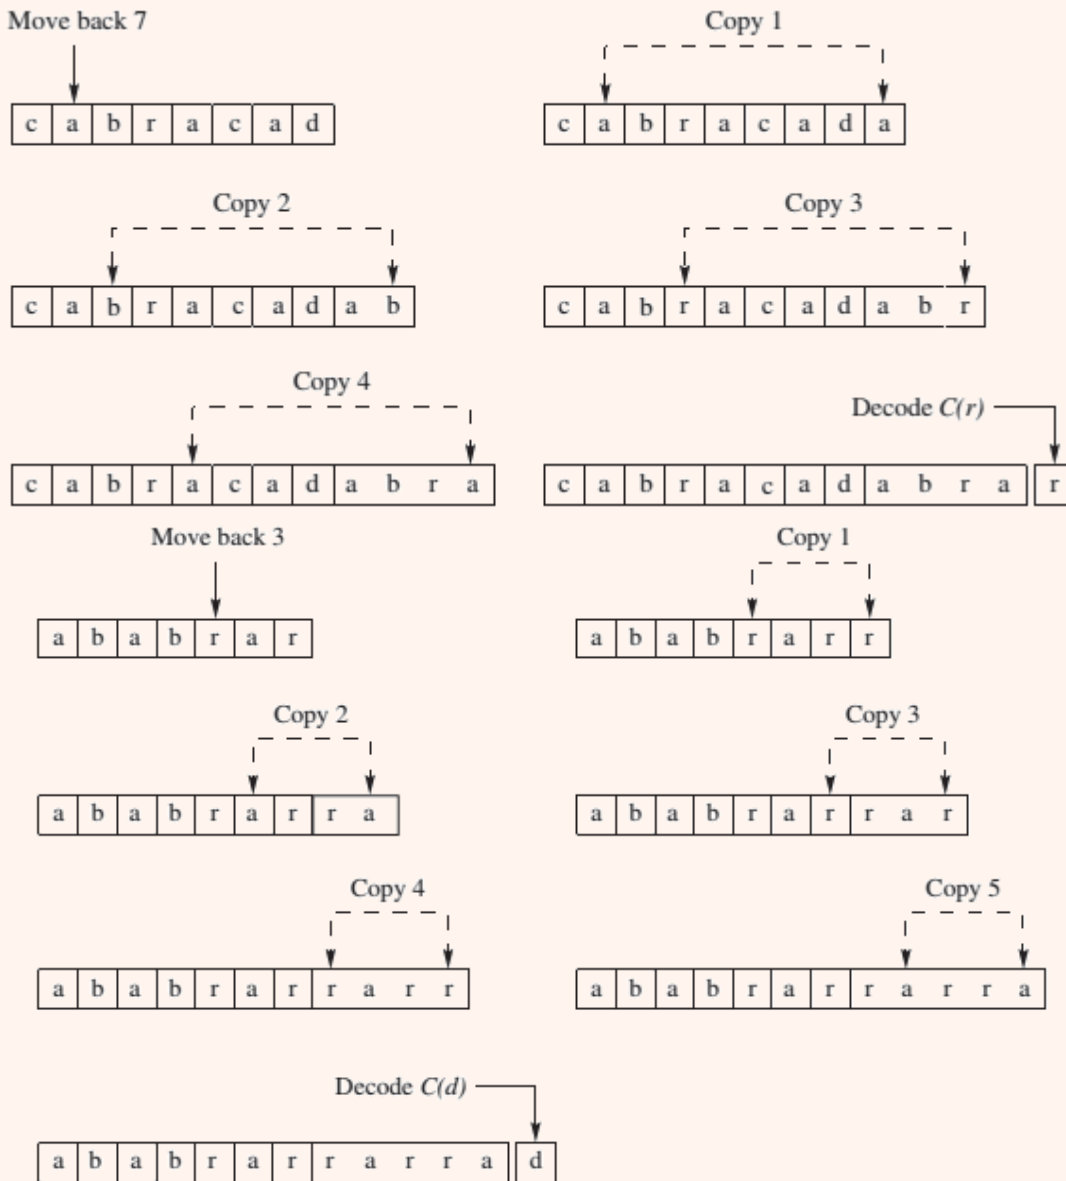 Move back 7
Copy 1
c a b r a c a d
c a b r a c a d a
Copy 2
Copy 3
c a b r a c a d a b
c a b r a c a d a b r
Copy 4
Decode C(r)
c a b r a c a d a b r a
c a b r a c a d a b r a r
Move back 3
Copy 1
a b a b r a r
a b a b r a r r
Copy 2
Copy 3
a b a b r a r r a
a b a b r a r r a r
Copy 4
Copy 5
a b a b r a r r a r r
a b a b r a r r a r r a
Decode C(d)
a b a b r a r r a r r a d